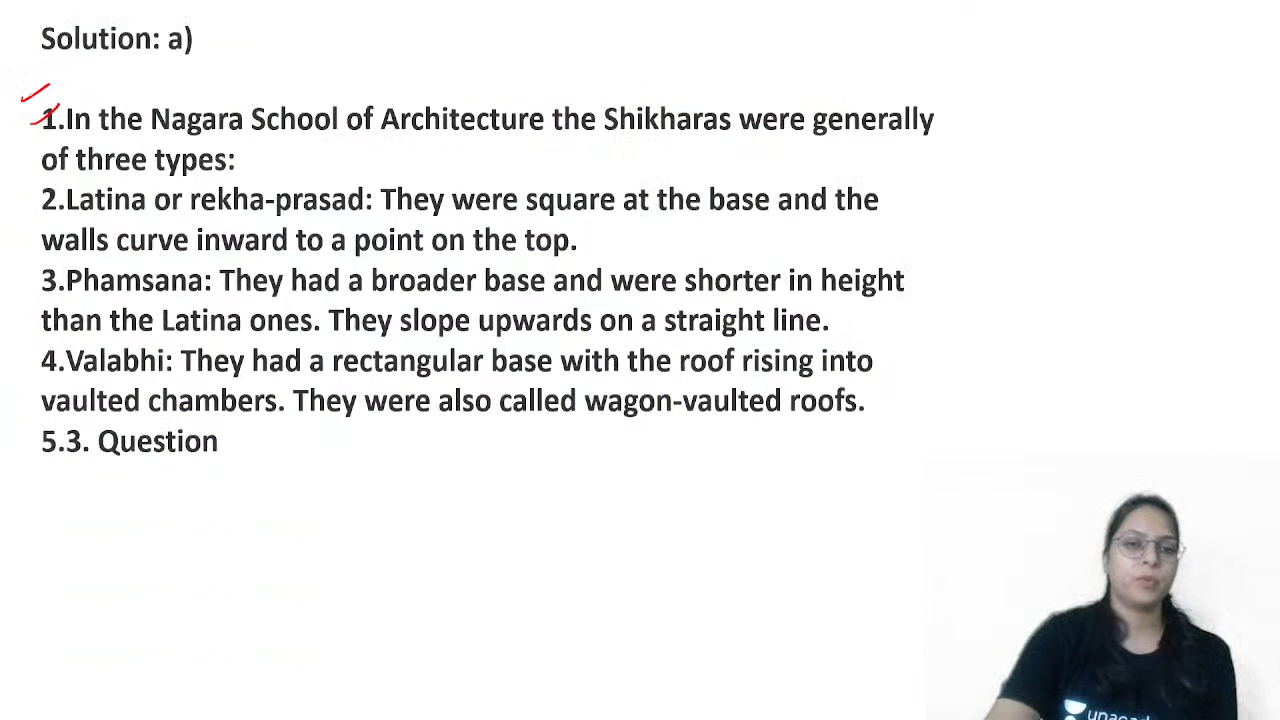 Solution: a)
1.In the Nagara School of Architecture the Shikharas were generally
of three types:
2.Latina or rekha-prasad: They were square at the base and the
walls curve inward to a point on the top.
3.Phamsana: They had a broader base and were shorter in height
than the Latina ones. They slope upwards on a straight line.
4.Valabhi: They had a rectangular base with the roof rising into
vaulted chambers. They were also called wagon-vaulted roofs.
5.3. Question